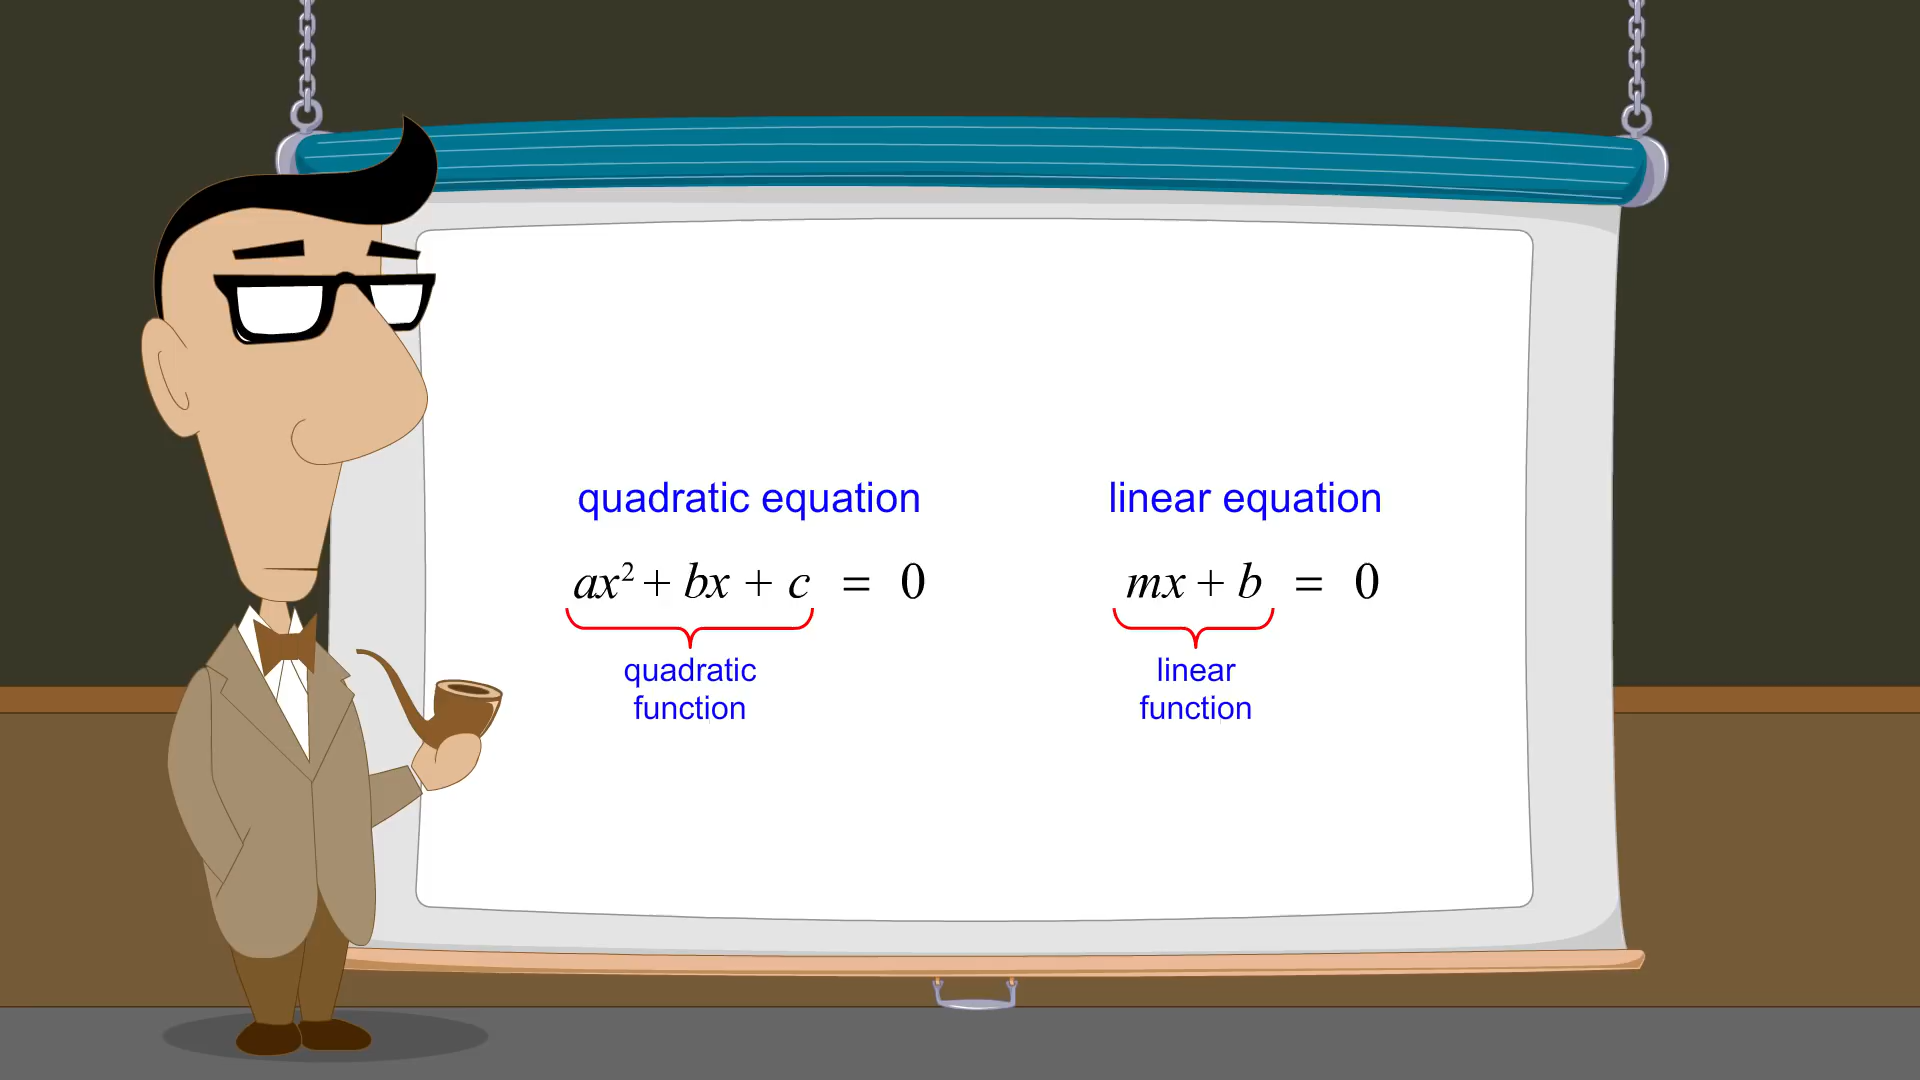 quadratic equation
ax² + bx + c = 0
quadratic
function
linear equation
mx + b = 0
linear
function